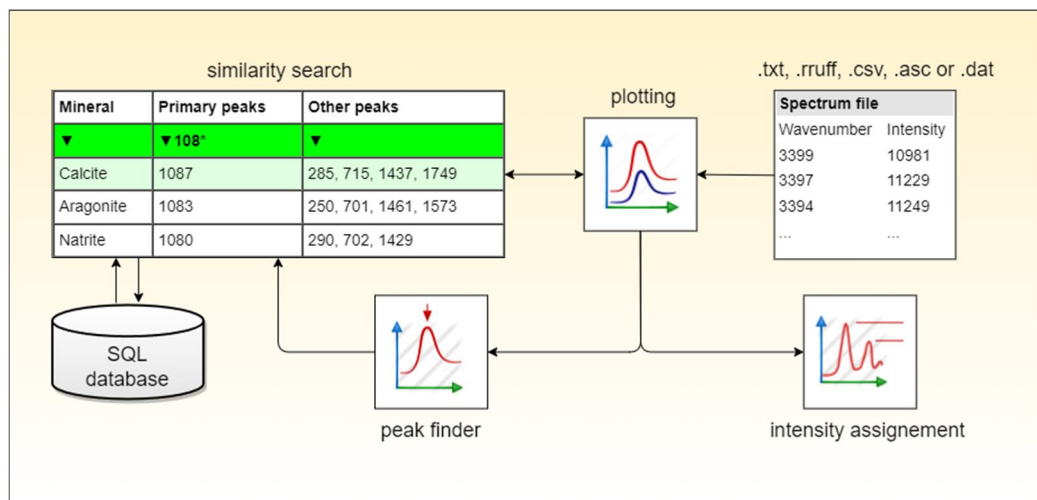 similarity search
Mineral Primary peaks Other peaks
▼ ▼108* ▼
Calcite 1087 285, 715, 1437, 1749
Aragonite 1083 250, 701, 1461, 1573
Natrite 1080 290, 702, 1429
SQL
database
plotting
.txt, .rruff, .csv, .asc or .dat
Spectrum file
Wavenumber Intensity
3399 10981
3397 11229
3394 11249
... ...
peak finder
intensity assignement